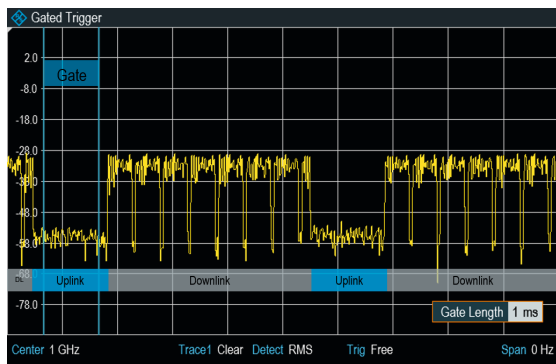 Gated Trigger
2.0
Gate
-8.0
-18.0
-28.0
-38.0
-48.0
-58.0
-68.0
DL Uplink Downlink Uplink Downlink
-78.0
Gate Length 1 ms
Center 1 GHz Trace1 Clear Detect RMS Trig Free Span 0 Hz